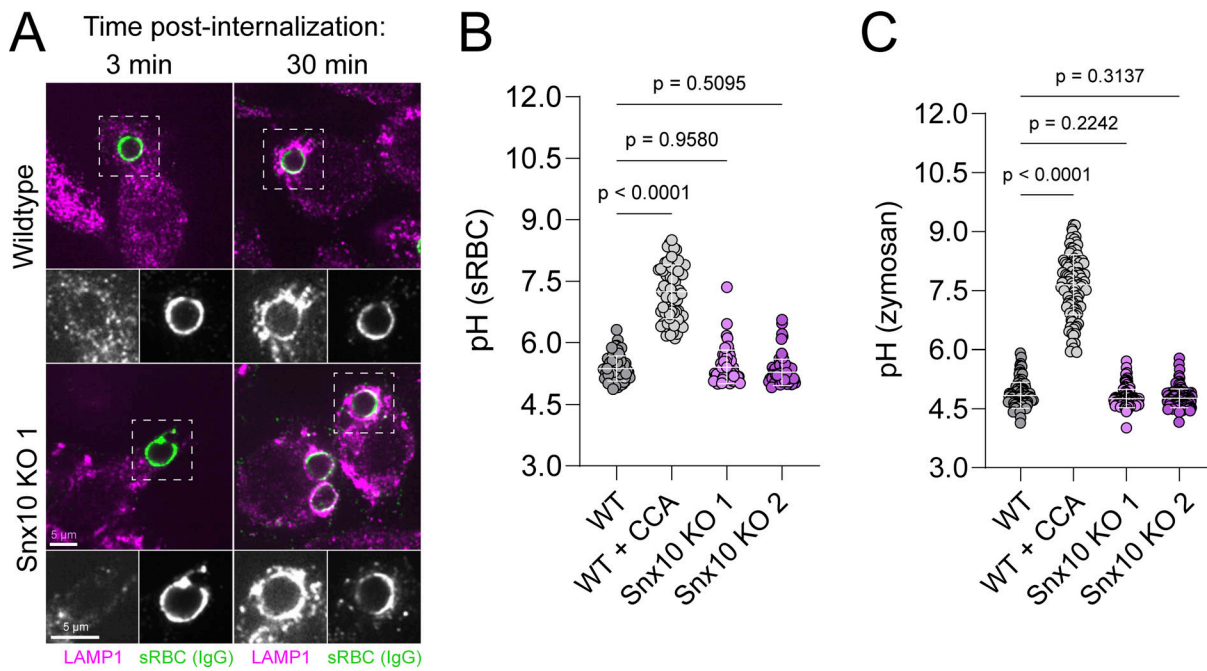 A
Time post-internalization:
3 min
30 min
Wildtype
Snx10 KO 1
5 µm
5 µm
LAMP1
sRBC (IgG)
LAMP1
sRBC (IgG)
B
p = 0.5095
p = 0.9580
p < 0.0001
pH (sRBC)
12.0
10.5
9.0
7.5
6.0
4.5
3.0
WT
WT + CCA
Snx10 KO 1
Snx10 KO 2
C
p = 0.3137
p = 0.2242
p < 0.0001
pH (zymosan)
12.0
10.5
9.0
7.5
6.0
4.5
3.0
WT
WT + CCA
Snx10 KO 1
Snx10 KO 2